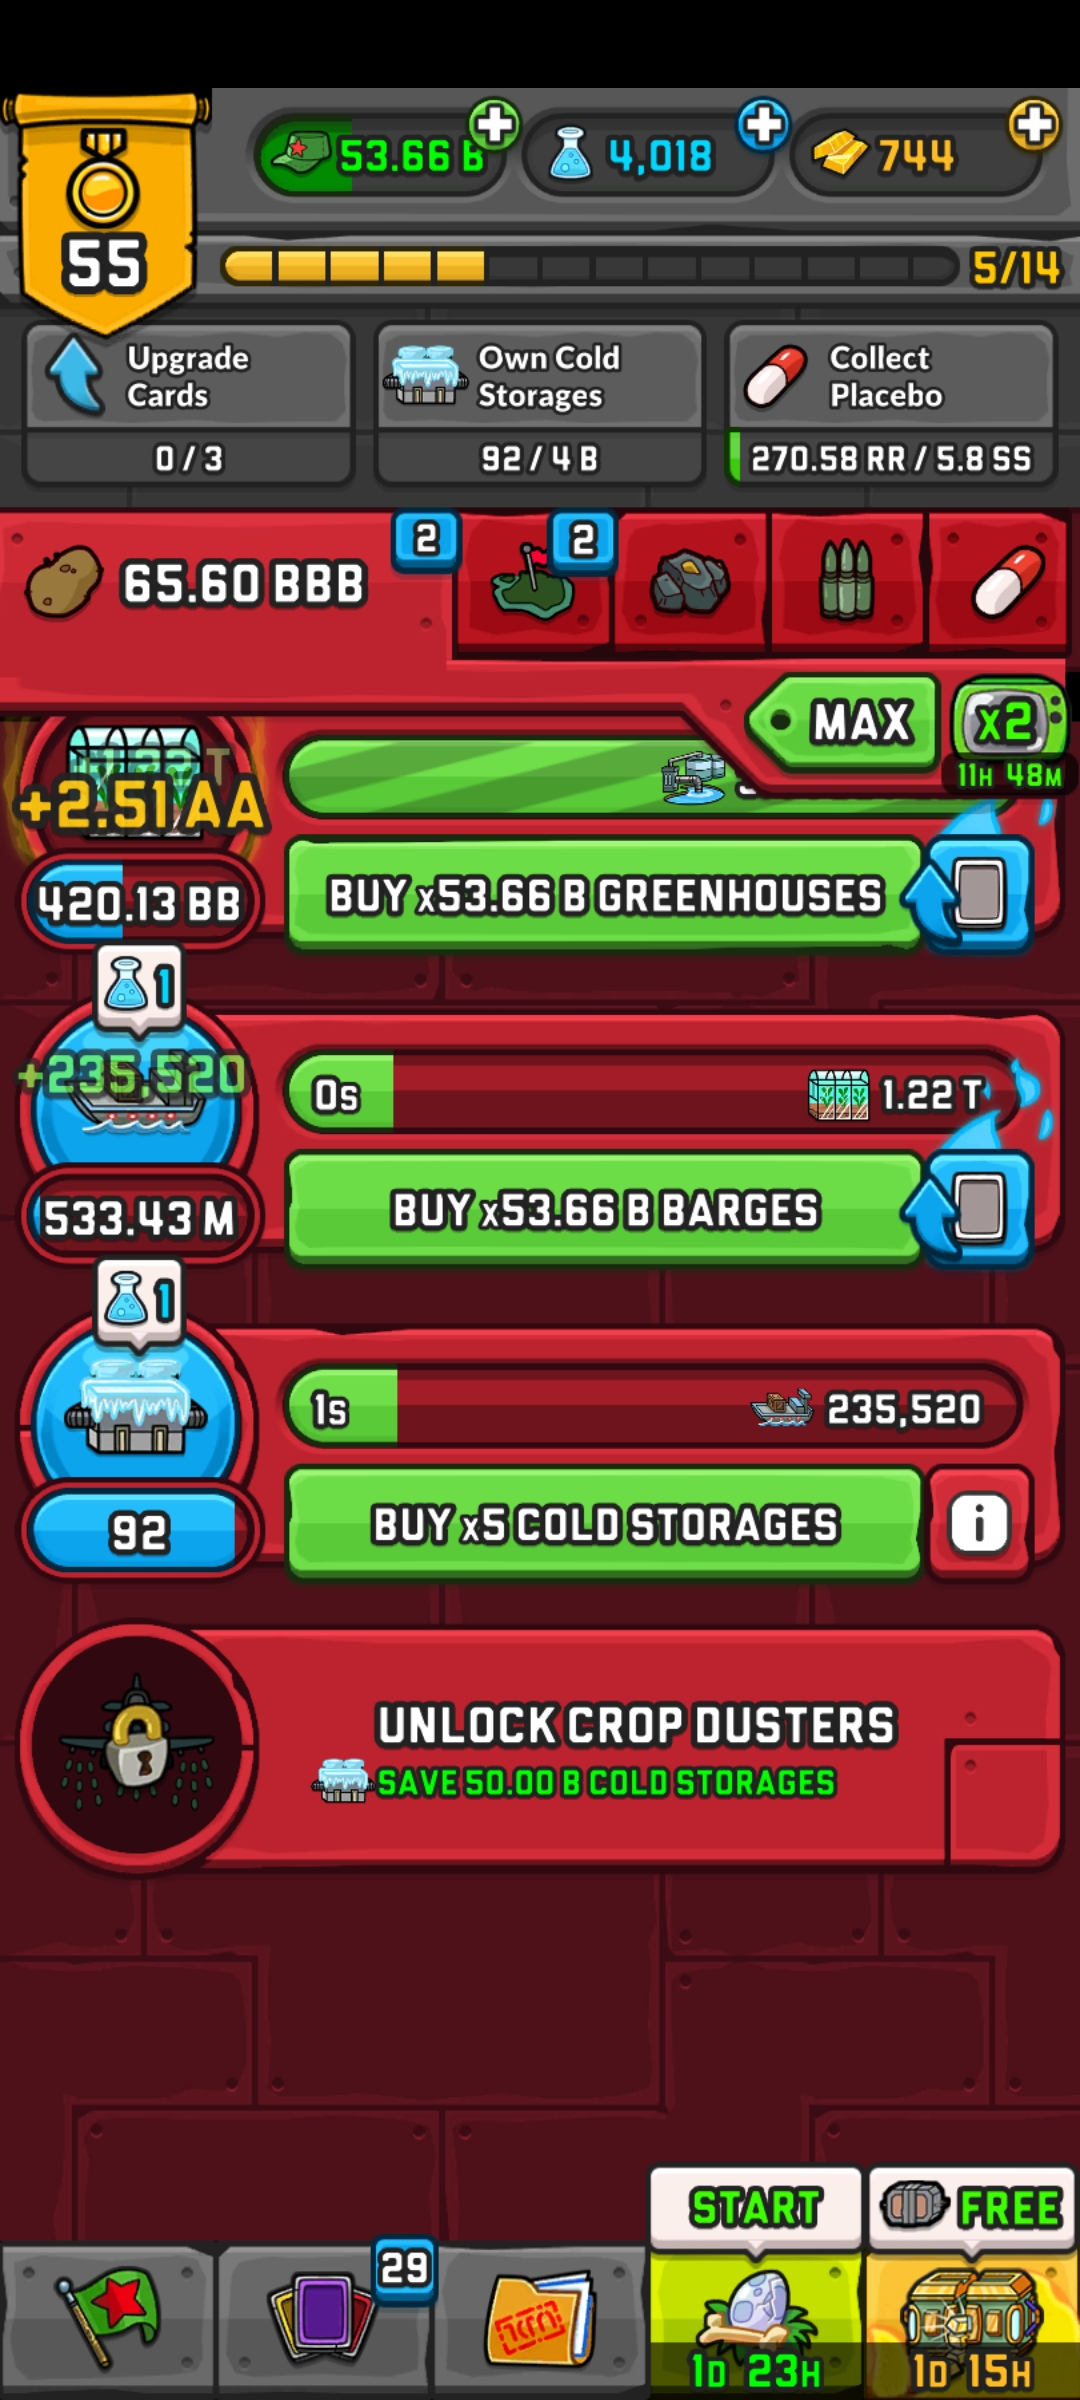 55
53.66 B
4,018
744
5/14
Upgrade
Cards
0 / 3
Own Cold
Storages
92 / 4 B
Collect
Placebo
270.58 RR / 5.8 SS
65.60 BBB
2
2
MAX
x2
11H 48M
+2.51 AA
420.13 BB
BUY x53.66 B GREENHOUSES
1
+235,520
0s
1.22 T
533.43 M
BUY x53.66 B BARGES
1
1s
235,520
92
BUY x5 COLD STORAGES
i
UNLOCK CROP DUSTERS
SAVE 50.00 B COLD STORAGES
START
FREE
29
1D 23H
1D 15H